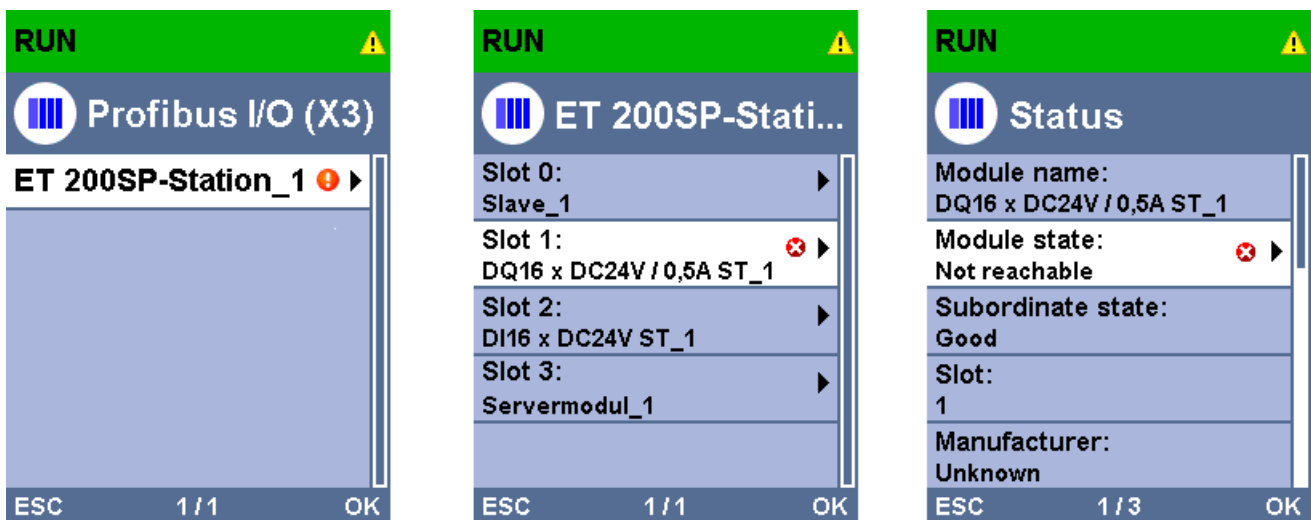 RUN
Profibus I/O (X3)
ET 200SP-Station_1
ESC 1/1 OK
RUN
ET 200SP-Stati...
Slot 0:
Slave_1
Slot 1:
DQ16 x DC24V / 0,5A ST_1
Slot 2:
DI16 x DC24V ST_1
Slot 3:
Servermodul_1
ESC 1/1 OK
RUN
Status
Module name:
DQ16 x DC24V / 0,5A ST_1
Module state:
Not reachable
Subordinate state:
Good
Slot:
1
Manufacturer:
Unknown
ESC 1/3 OK